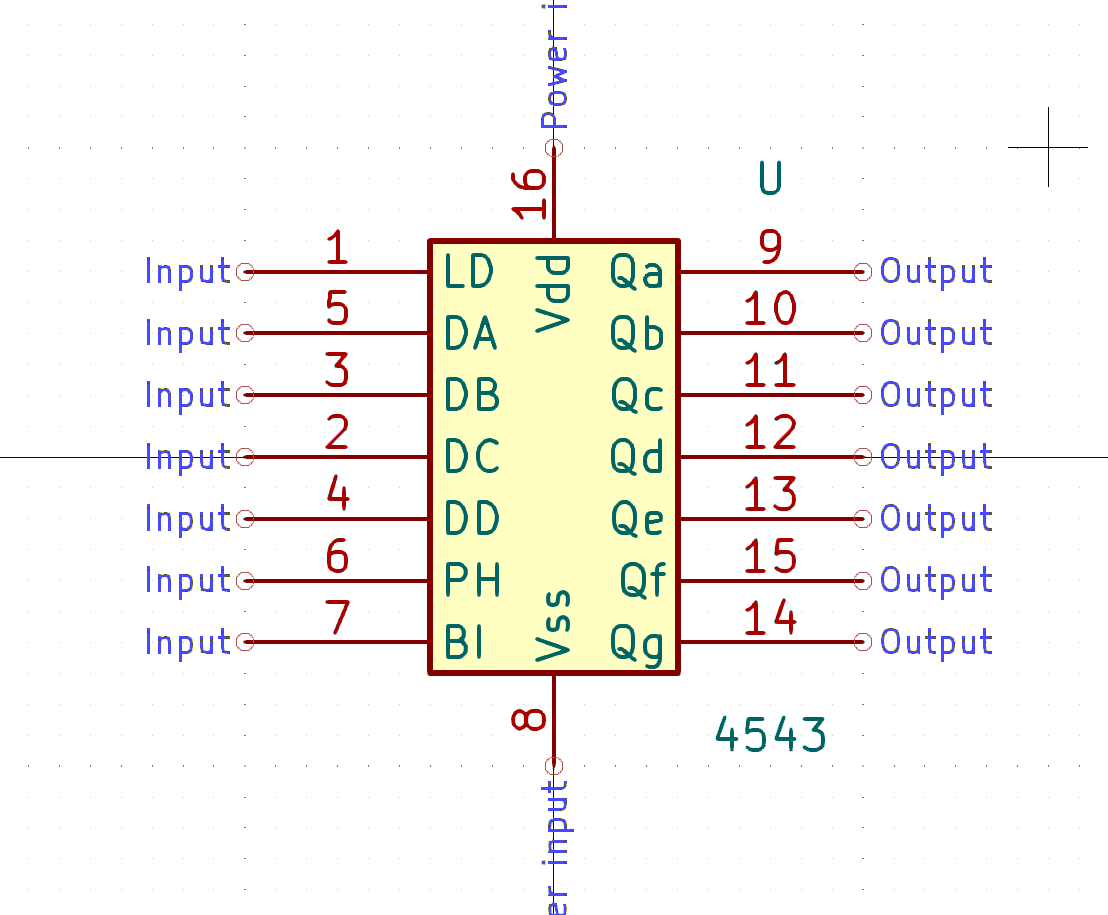 Power i
16
U
Vdd
Input 1 LD Qa 9 Output
Input 5 DA Qb 10 Output
Input 3 DB Qc 11 Output
Input 2 DC Qd 12 Output
Input 4 DD Qe 13 Output
Input 6 PH Qf 15 Output
Input 7 BI Qg 14 Output
Vss
8
4543
er input